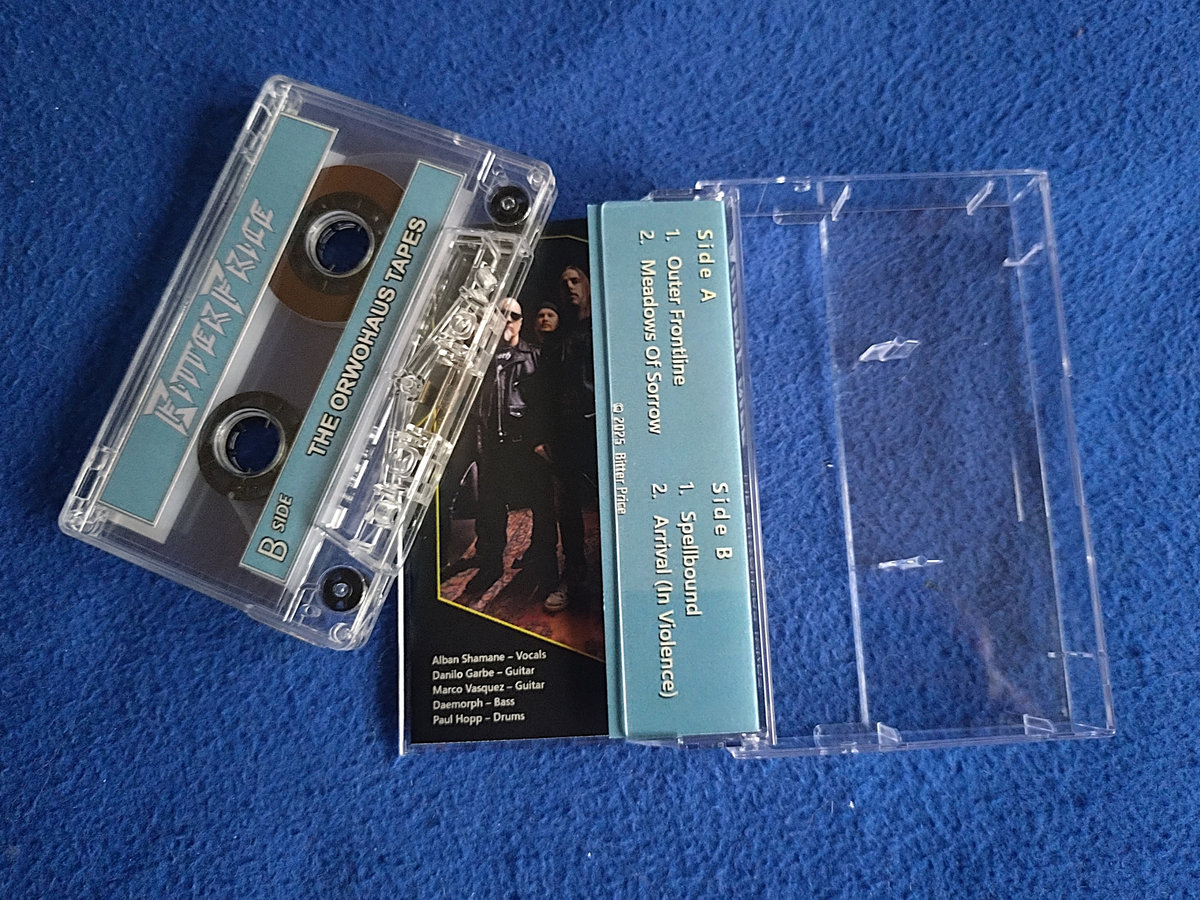 BITTER PRICE
THE ORWOHAUS TAPES
B SIDE
Side A
1. Outer Frontline
2. Meadows Of Sorrow
Side B
1. Spellbound
2. Arrival (In Violence)
© 2025 Bitter Price
Alban Shamane – Vocals
Danilo Garbe – Guitar
Marco Vasquez – Guitar
Daemorph – Bass
Paul Hopp – Drums